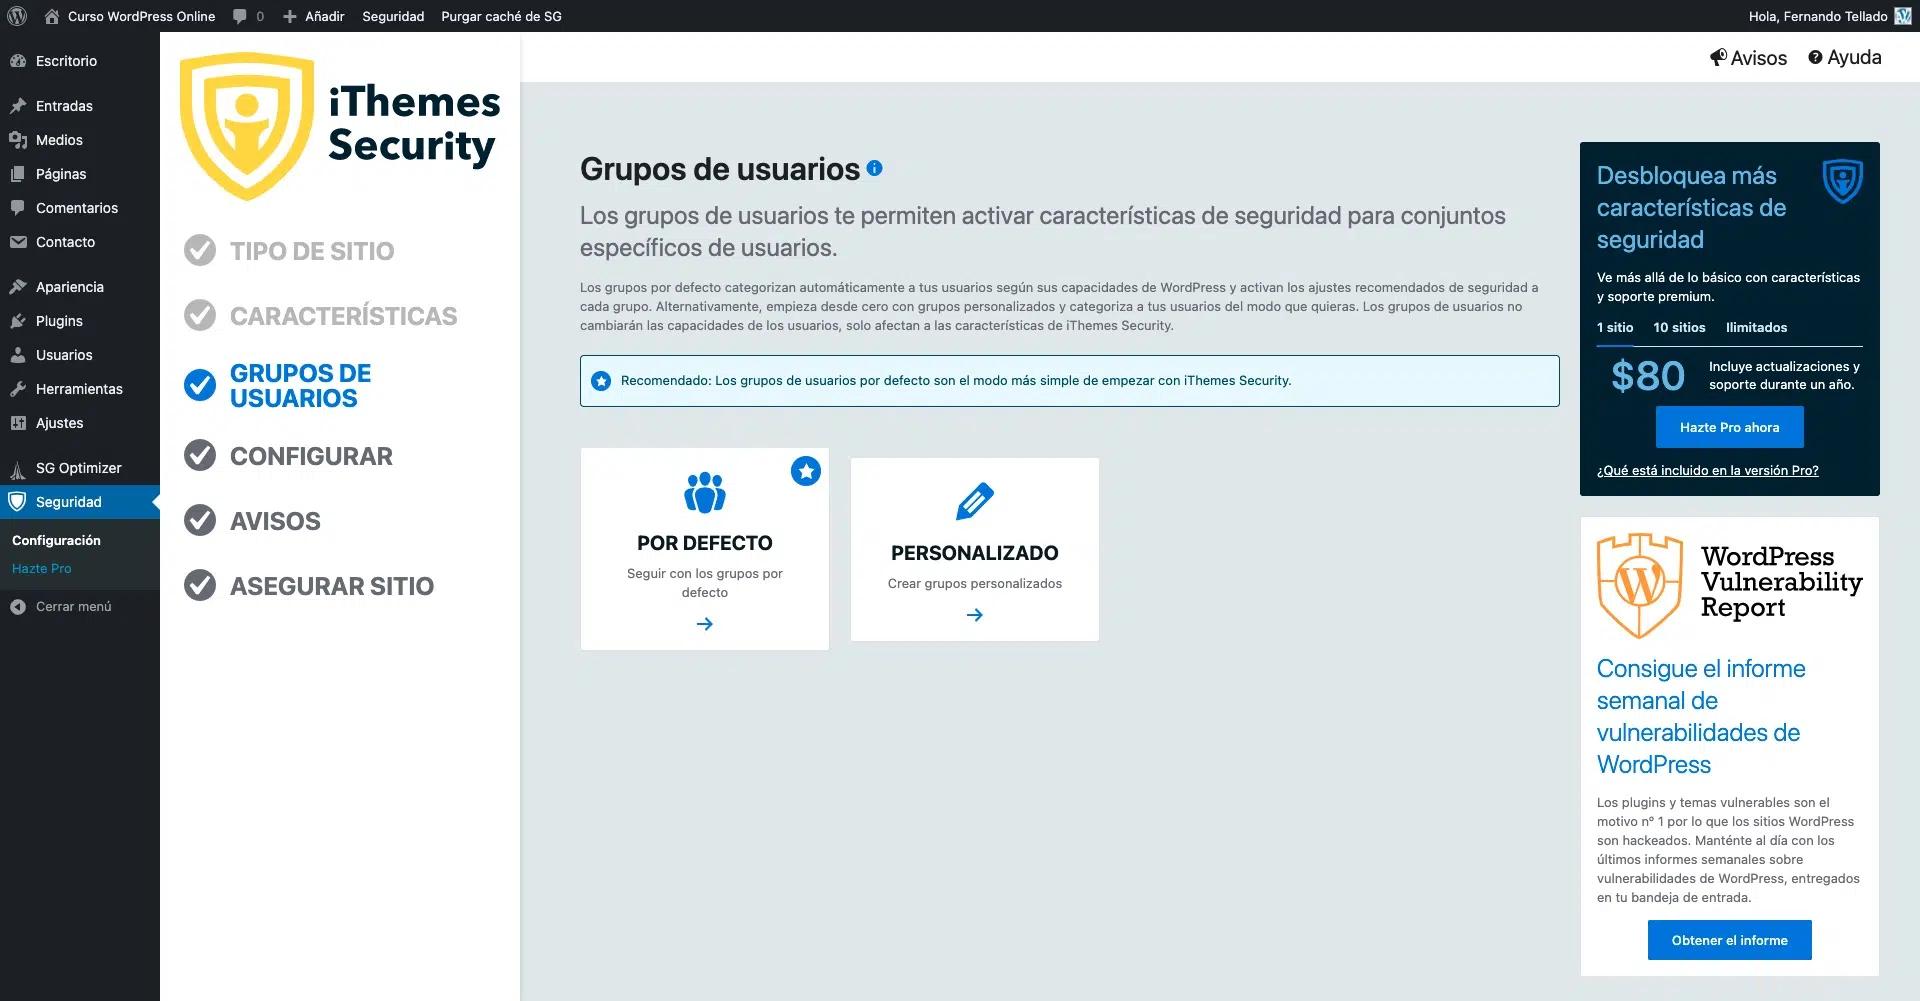 Curso WordPress Online
0
Añadir
Seguridad
Purgar caché de SG
Hola, Fernando Tellado
Escritorio
Entradas
Medios
Páginas
Comentarios
Contacto
Apariencia
Plugins
Usuarios
Herramientas
Ajustes
SG Optimizer
Seguridad
Configuración
Hazte Pro
Cerrar menú
iThemes
Security
TIPO DE SITIO
CARACTERÍSTICAS
GRUPOS DE
USUARIOS
CONFIGURAR
AVISOS
ASEGURAR SITIO
Avisos
Ayuda
Grupos de usuarios
Los grupos de usuarios te permiten activar características de seguridad para conjuntos
específicos de usuarios.
Los grupos por defecto categorizan automáticamente a tus usuarios según sus capacidades de WordPress y activan los ajustes recomendados de seguridad a
cada grupo. Alternativamente, empieza desde cero con grupos personalizados y categoriza a tus usuarios del modo que quieras. Los grupos de usuarios no
cambiarán las capacidades de los usuarios, solo afectan a las características de iThemes Security.
Recomendado: Los grupos de usuarios por defecto son el modo más simple de empezar con iThemes Security.
POR DEFECTO
Seguir con los grupos por
defecto
PERSONALIZADO
Crear grupos personalizados
Desbloquea más
características de
seguridad
Ve más allá de lo básico con características
y soporte premium.
1 sitio
10 sitios
Ilimitados
$80
Incluye actualizaciones y
soporte durante un año.
Hazte Pro ahora
¿Qué está incluido en la versión Pro?
WordPress
Vulnerability
Report
Consigue el informe
semanal de
vulnerabilidades de
WordPress
Los plugins y temas vulnerables son el
motivo nº 1 por lo que los sitios WordPress
son hackeados. Manténte al día con los
últimos informes semanales sobre
vulnerabilidades de WordPress, entregados
en tu bandeja de entrada.
Obtener el informe